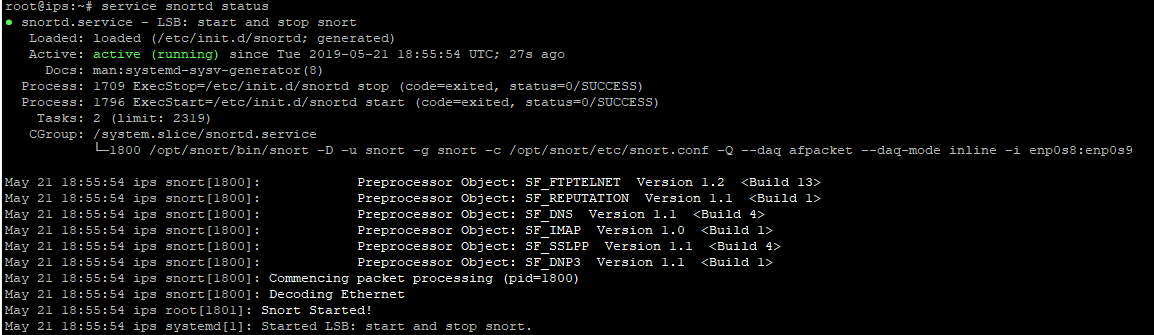 root@ips:~# service snortd status
● snortd.service - LSB: start and stop snort
   Loaded: loaded (/etc/init.d/snortd; generated)
   Active: active (running) since Tue 2019-05-21 18:55:54 UTC; 27s ago
     Docs: man:systemd-sysv-generator(8)
  Process: 1709 ExecStop=/etc/init.d/snortd stop (code=exited, status=0/SUCCESS)
  Process: 1796 ExecStart=/etc/init.d/snortd start (code=exited, status=0/SUCCESS)
    Tasks: 2 (limit: 2319)
   CGroup: /system.slice/snortd.service
           └─1800 /opt/snort/bin/snort -D -u snort -g snort -c /opt/snort/etc/snort.conf -Q --daq afpacket --daq-mode inline -i enp0s8:enp0s9

May 21 18:55:54 ips snort[1800]:            Preprocessor Object: SF_FTPTELNET  Version 1.2  <Build 13>
May 21 18:55:54 ips snort[1800]:            Preprocessor Object: SF_REPUTATION  Version 1.1  <Build 1>
May 21 18:55:54 ips snort[1800]:            Preprocessor Object: SF_DNS  Version 1.1  <Build 4>
May 21 18:55:54 ips snort[1800]:            Preprocessor Object: SF_IMAP  Version 1.0  <Build 1>
May 21 18:55:54 ips snort[1800]:            Preprocessor Object: SF_SSLPP  Version 1.1  <Build 4>
May 21 18:55:54 ips snort[1800]:            Preprocessor Object: SF_DNP3  Version 1.1  <Build 1>
May 21 18:55:54 ips snort[1800]: Commencing packet processing (pid=1800)
May 21 18:55:54 ips snort[1800]: Decoding Ethernet
May 21 18:55:54 ips root[1801]: Snort Started!
May 21 18:55:54 ips systemd[1]: Started LSB: start and stop snort.